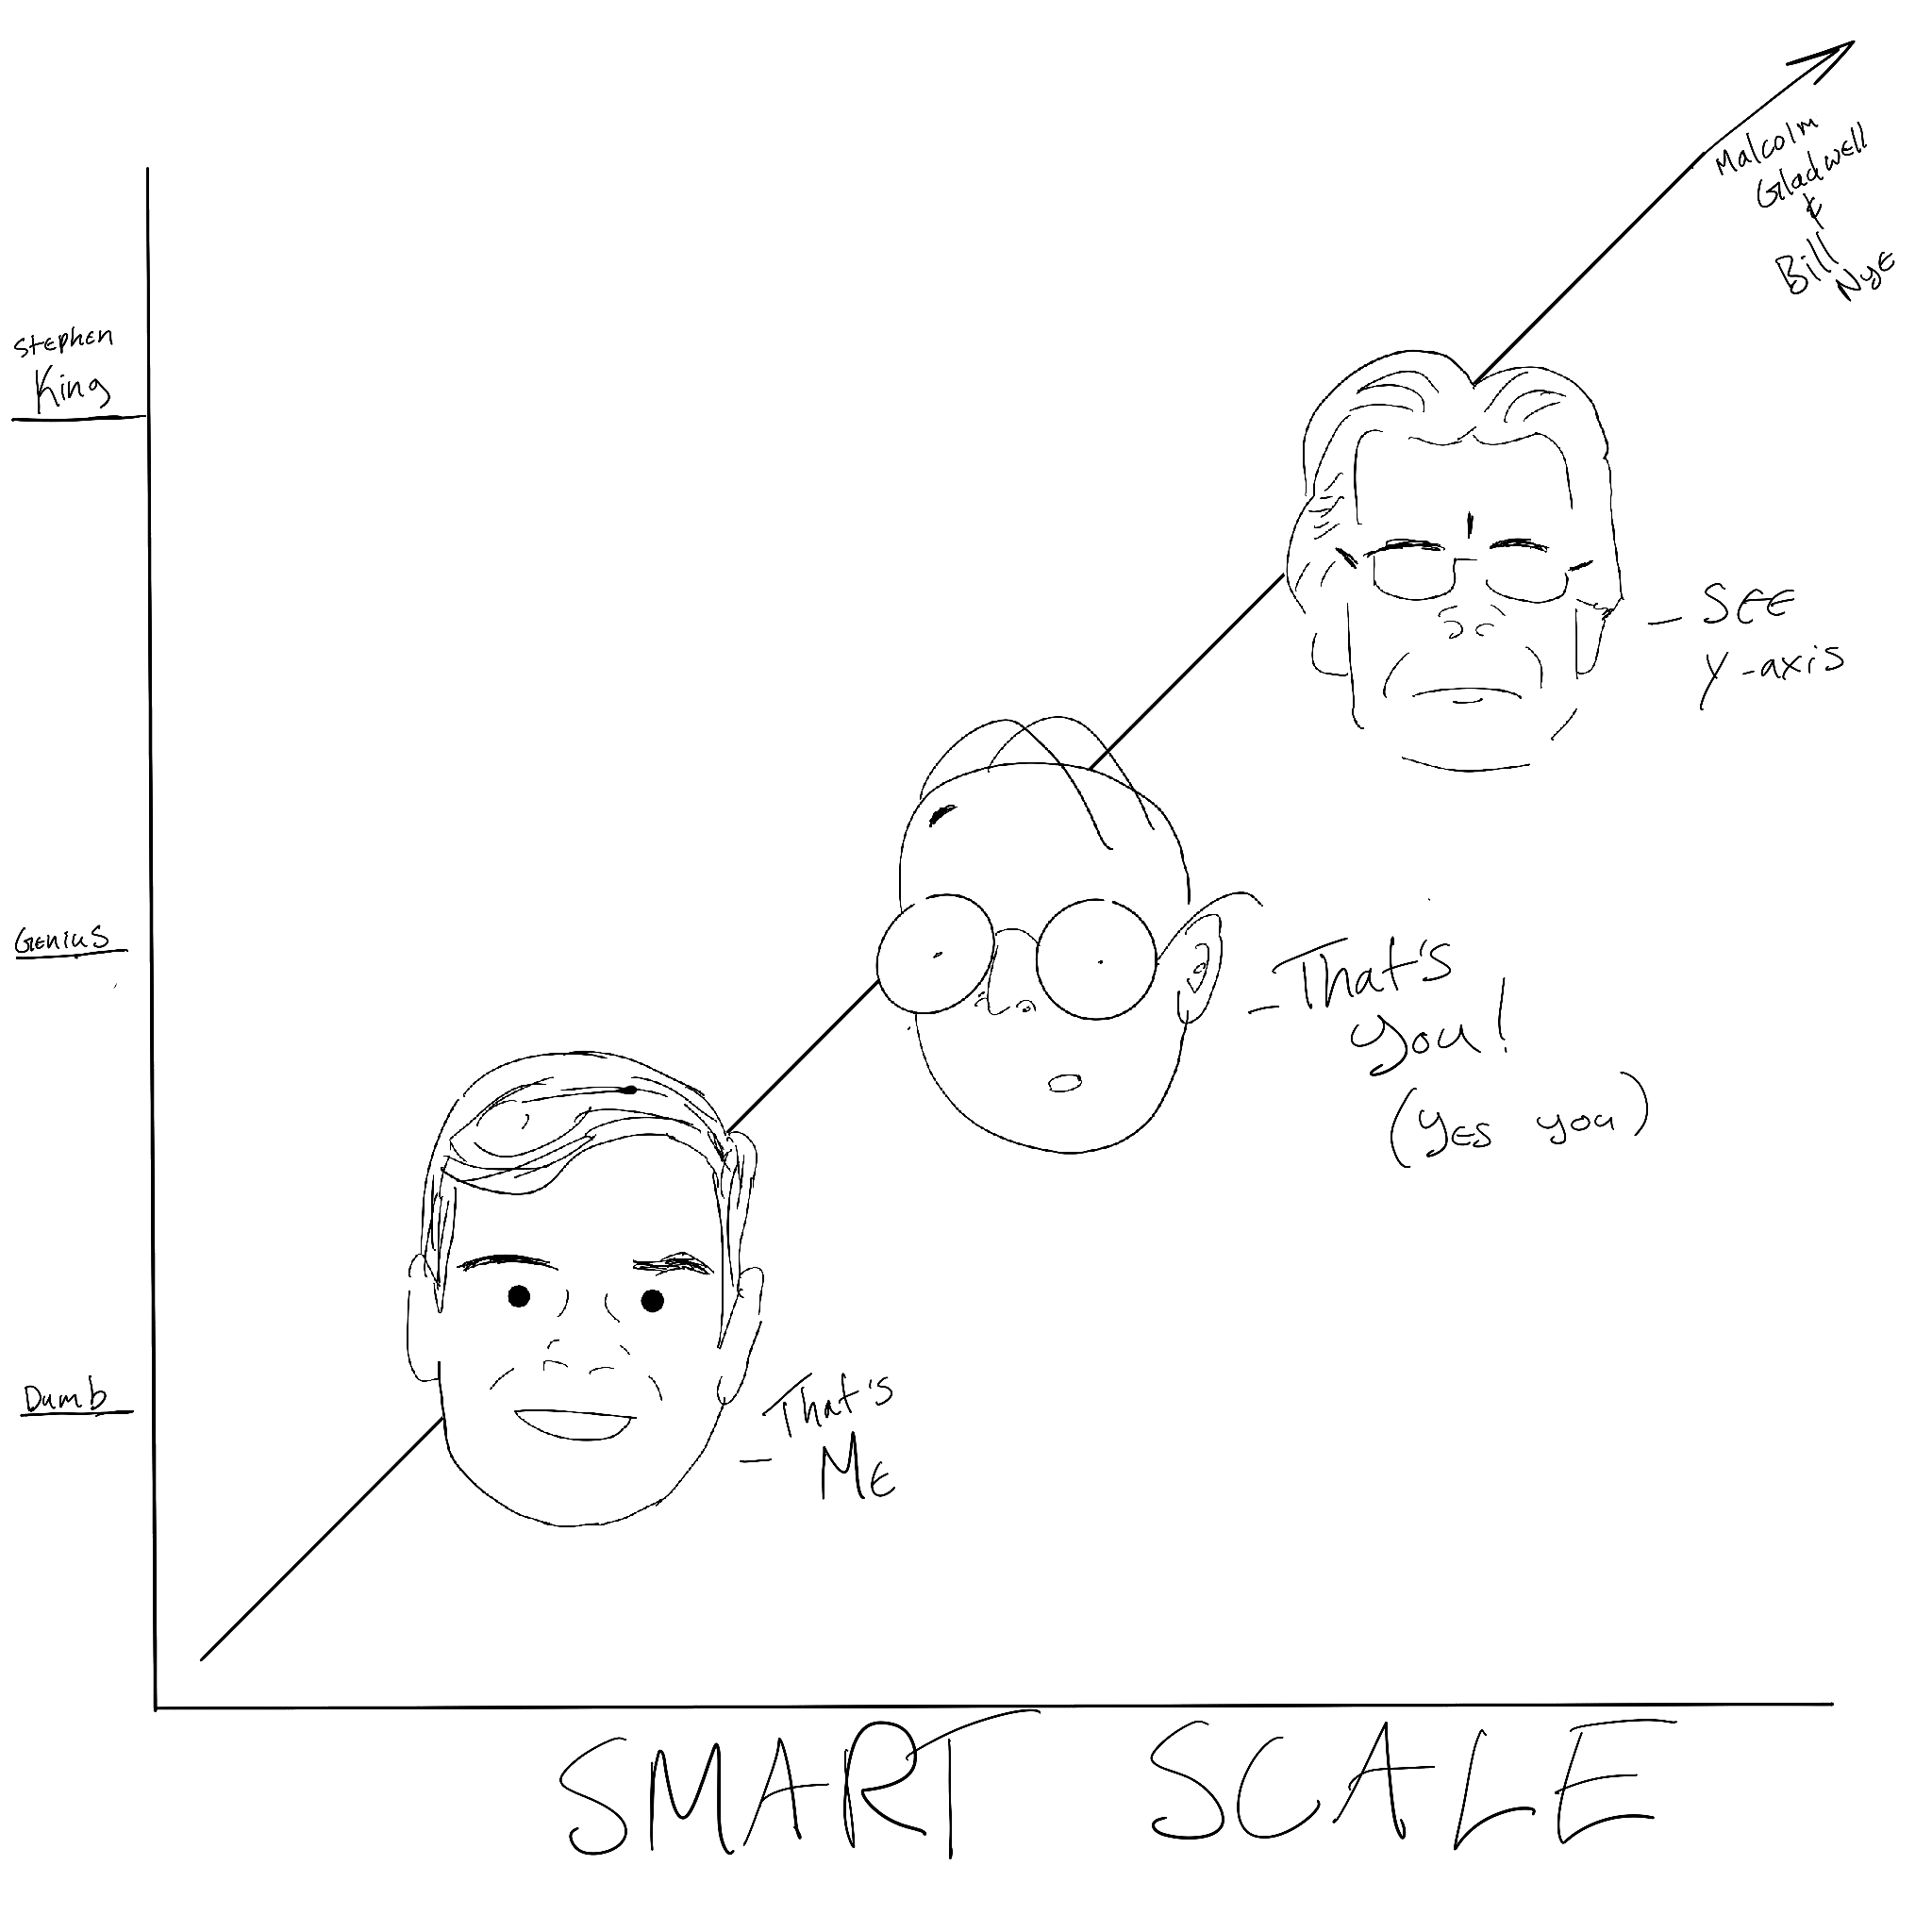 Malcolm
Gladwell
&
Bill
Nye
Stephen
King
- SEE
Y-axis
Genius
- That's
you!
(Yes you)
Dumb
- That's
Me
SMART SCALE